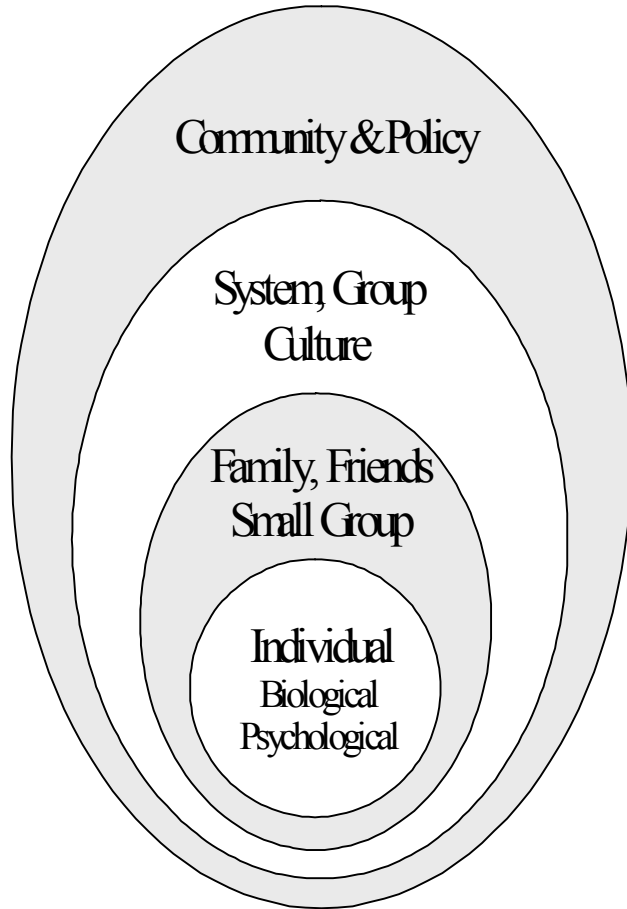 Community & Policy
System, Group
Culture
Family, Friends
Small Group
Individual
Biological
Psychological